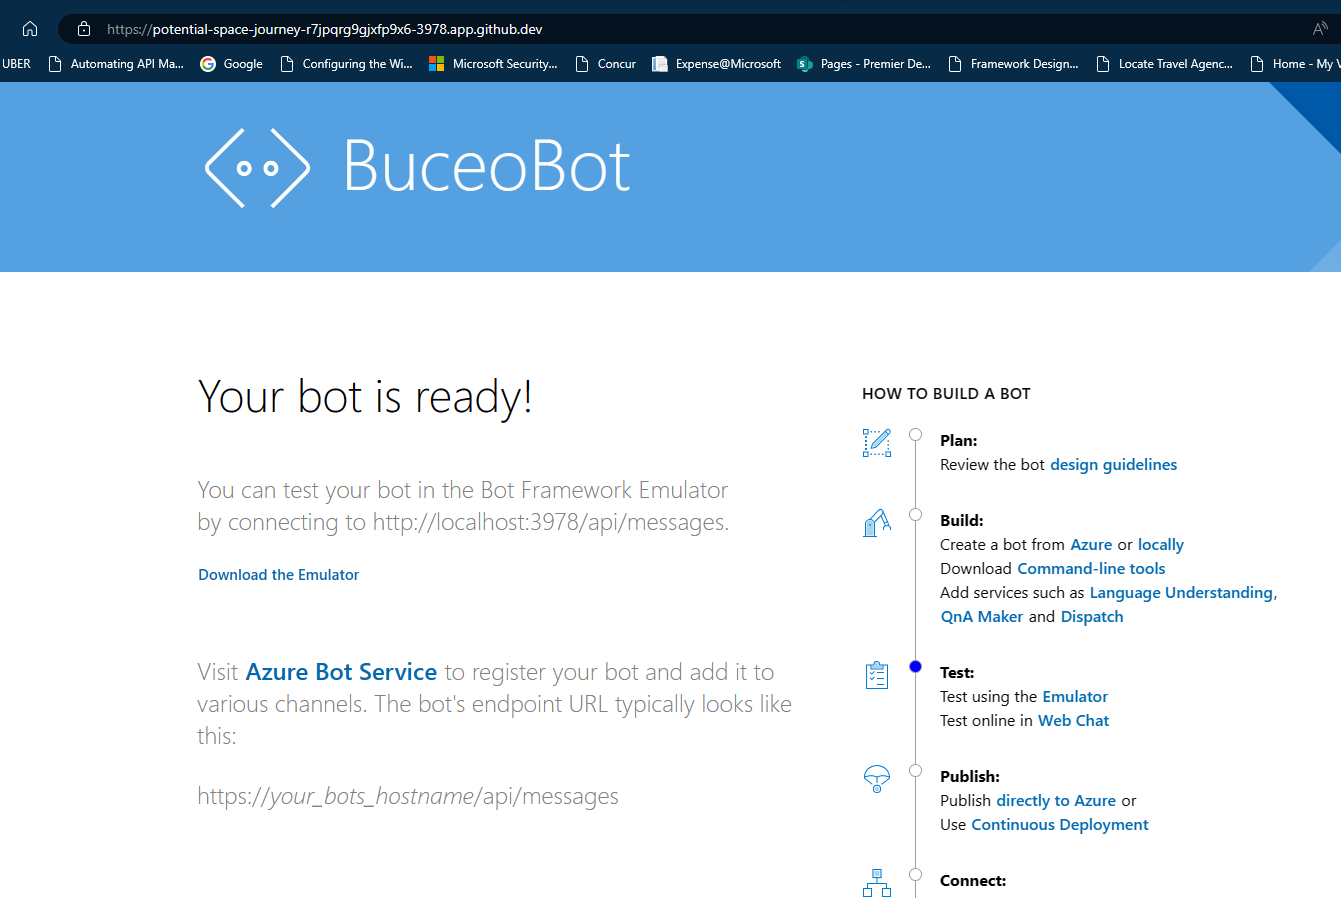 https://potential-space-journey-r7jpqrg9gjxfp9x6-3978.app.github.dev
UBER Automating API Ma... Google Configuring the Wi... Microsoft Security... Concur Expense@Microsoft Pages - Premier De... Framework Design... Locate Travel Agenc... Home - My
BuceoBot
Your bot is ready!
You can test your bot in the Bot Framework Emulator
by connecting to http://localhost:3978/api/messages.
Download the Emulator
Visit Azure Bot Service to register your bot and add it to
various channels. The bot's endpoint URL typically looks like
this:
https://your_bots_hostname/api/messages
HOW TO BUILD A BOT
Plan:
Review the bot design guidelines
Build:
Create a bot from Azure or locally
Download Command-line tools
Add services such as Language Understanding,
QnA Maker and Dispatch
Test:
Test using the Emulator
Test online in Web Chat
Publish:
Publish directly to Azure or
Use Continuous Deployment
Connect: